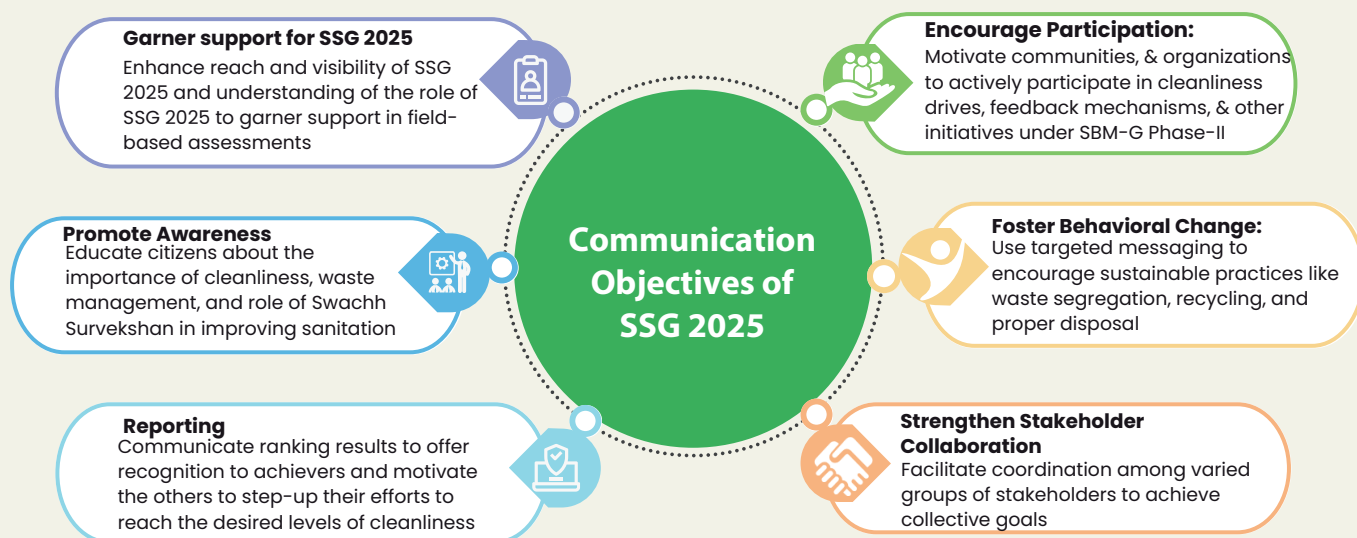 Garner support for SSG 2025
Enhance reach and visibility of SSG
2025 and understanding of the role of
SSG 2025 to garner support in field-
based assessments
Promote Awareness
Educate citizens about the
importance of cleanliness, waste
management, and role of Swachh
Survekshan in improving sanitation
Reporting
Communicate ranking results to offer
recognition to achievers and motivate
the others to step-up their efforts to
reach the desired levels of cleanliness
Communication
Objectives of
SSG 2025
Encourage Participation:
Motivate communities, & organizations
to actively participate in cleanliness
drives, feedback mechanisms, & other
initiatives under SBM-G Phase-II
Foster Behavioral Change:
Use targeted messaging to
encourage sustainable practices like
waste segregation, recycling, and
proper disposal
Strengthen Stakeholder
Collaboration
Facilitate coordination among varied
groups of stakeholders to achieve
collective goals